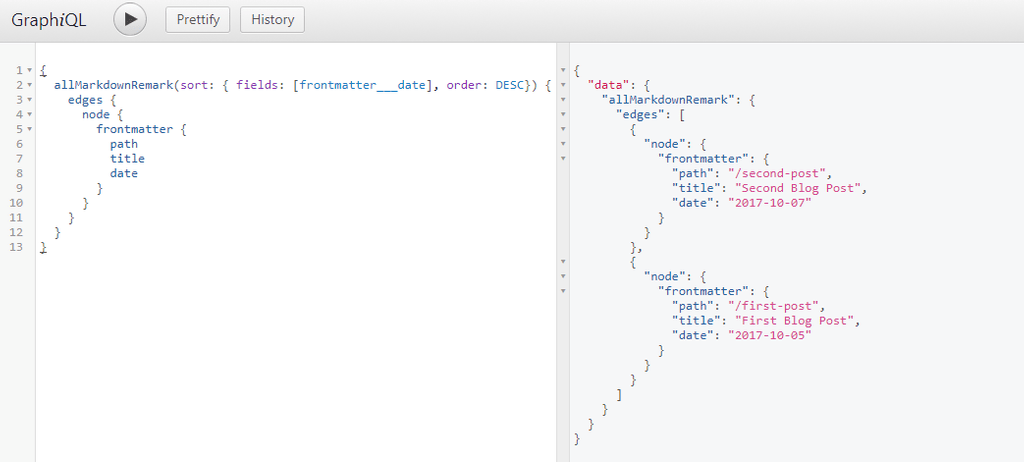 GraphiQL
Prettify
History
1 {
2 allMarkdownRemark(sort: { fields: [frontmatter___date], order: DESC}) {
3 edges {
4 node {
5 frontmatter {
6 path
7 title
8 date
9 }
10 }
11 }
12 }
13 }
{
"data": {
"allMarkdownRemark": {
"edges": [
{
"node": {
"frontmatter": {
"path": "/second-post",
"title": "Second Blog Post",
"date": "2017-10-07"
}
}
},
{
"node": {
"frontmatter": {
"path": "/first-post",
"title": "First Blog Post",
"date": "2017-10-05"
}
}
}
]
}
}
}